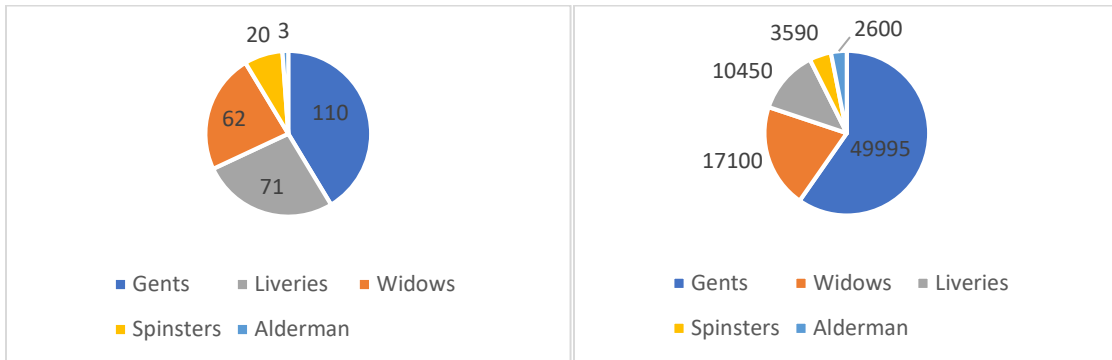 20 3
110
62
71
Gents Liveries Widows
Spinsters Alderman
3590 2600
10450
49995
17100
Gents Widows Liveries
Spinsters Alderman